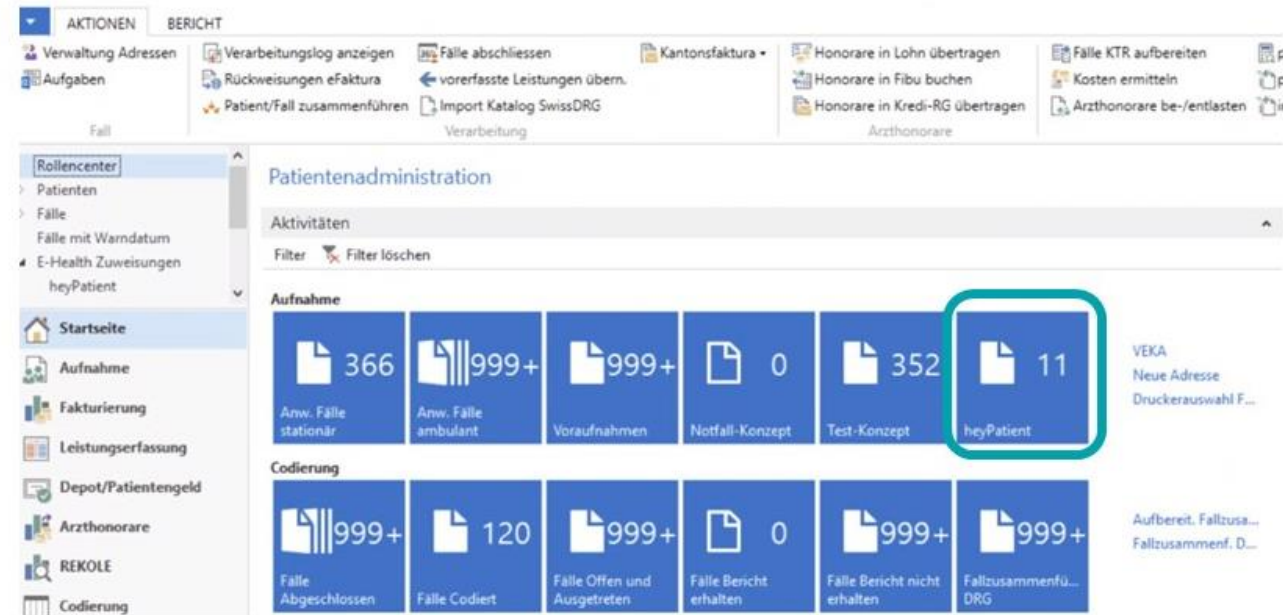 AKTIONEN BERICHT
Verwaltung Adressen
Aufgaben
Fall
Verarbeitungslog anzeigen
Rückweisungen eFaktura
Patient/Fall zusammenführen
Fälle abschliessen
vorerfasste Leistungen übern.
Import Katalog SwissDRG
Kantonsfaktura
Verarbeitung
Honorare in Lohn übertragen
Honorare in Fibu buchen
Honorare in Kredi-RG übertragen
Arzthonorare
Fälle KTR aufbereiten
Kosten ermitteln
Arzthonorare be-/entlasten
Rollencenter
Patienten
Fälle
Fälle mit Warndatum
E-Health Zuweisungen
heyPatient
Startseite
Aufnahme
Fakturierung
Leistungserfassung
Depot/Patientengeld
Arzthonorare
REKOLE
Codierung
Patientenadministration
Aktivitäten
Filter Filter löschen
Aufnahme
366
Anw. Fälle
stationär
999+
Anw. Fälle
ambulant
999+
Voraufnahmen
0
Notfall-Konzept
352
Test-Konzept
11
heyPatient
VEKA
Neue Adresse
Druckerauswahl F...
Codierung
999+
Fälle
Abgeschlossen
120
Fälle Codiert
999+
Fälle Offen und
Ausgetreten
0
Fälle Bericht
erhalten
999+
Fälle Bericht nicht
erhalten
999+
Fallzusammenfü...
DRG
Aufbereit. Fallzusa...
Fallzusammenf. D...